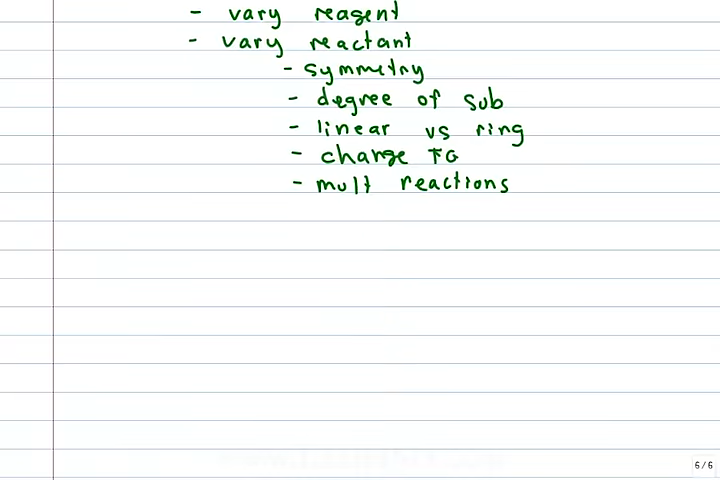 - vary reagent
- vary reactant
- symmetry
- degree of sub
- linear vs ring
- change FG
- mult reactions
6/6